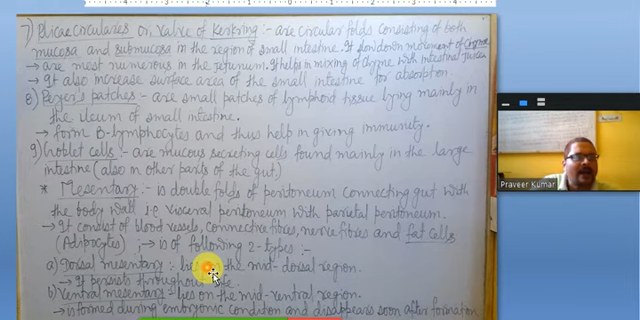 7) Plicae circulares or Valve of Kerkring :- are circular folds consisting of both
mucosa and submucosa in the region of small intestine. It slow down movement of chyme
→ are most numerous in the jejunum. It helps in mixing of chyme with intestinal juices
→ It also increase surface area of the small intestine for absorption
8) Peyer's patches :- are small patches of lymphoid tissue lying mainly in
the ileum of small intestine.
→ form B-lymphocytes and thus help in giving immunity.
9) Goblet cells :- are mucous secreting cells found mainly in the large
intestine (also in other parts of the gut)
* Mesentary :- is double folds of peritoneum connecting gut with
the body wall i.e visceral peritoneum with parietal peritoneum.
→ It consist of blood vessels, connective fibres, nerve fibres and fat cells
(Adipocytes) ;→ is of following 2-types :-
a) Dorsal mesentary :- lies the mid-dorsal region.
→ It persists throughout life.
b) Ventral mesentary :- lies on the mid-ventral region.
→ is formed during embryonic condition and disappears soon after formation
Praveer Kumar